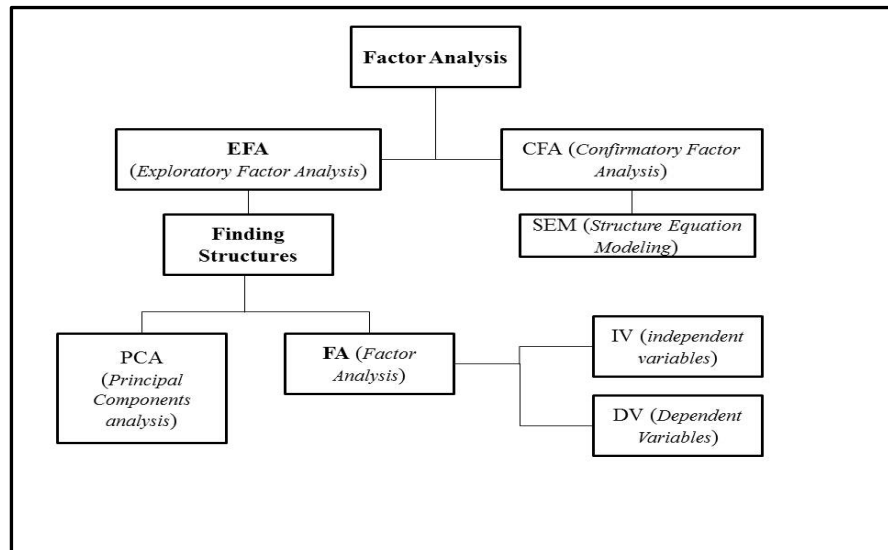 Factor Analysis
EFA
(Exploratory Factor Analysis)
CFA (Confirmatory Factor
Analysis)
Finding
Structures
SEM (Structure Equation
Modeling)
PCA
(Principal
Components
analysis)
FA (Factor
Analysis)
IV (independent
variables)
DV (Dependent
Variables)